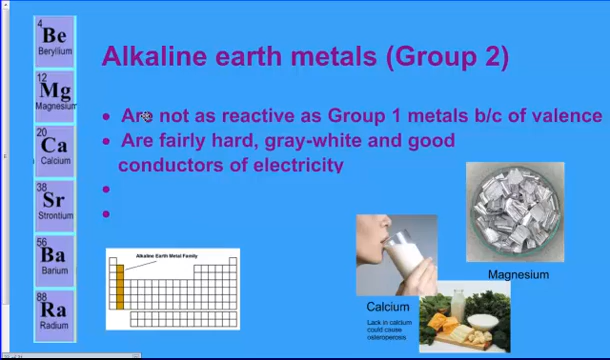 4
Be
Beryllium
12
Mg
Magnesium
20
Ca
Calcium
38
Sr
Strontium
56
Ba
Barium
88
Ra
Radium
Alkaline earth metals (Group 2)
• Are not as reactive as Group 1 metals b/c of valence
• Are fairly hard, gray-white and good
conductors of electricity
•
•
Alkaline Earth Metal Family
Magnesium
Calcium
Lack in calcium
could cause
osteoperosis